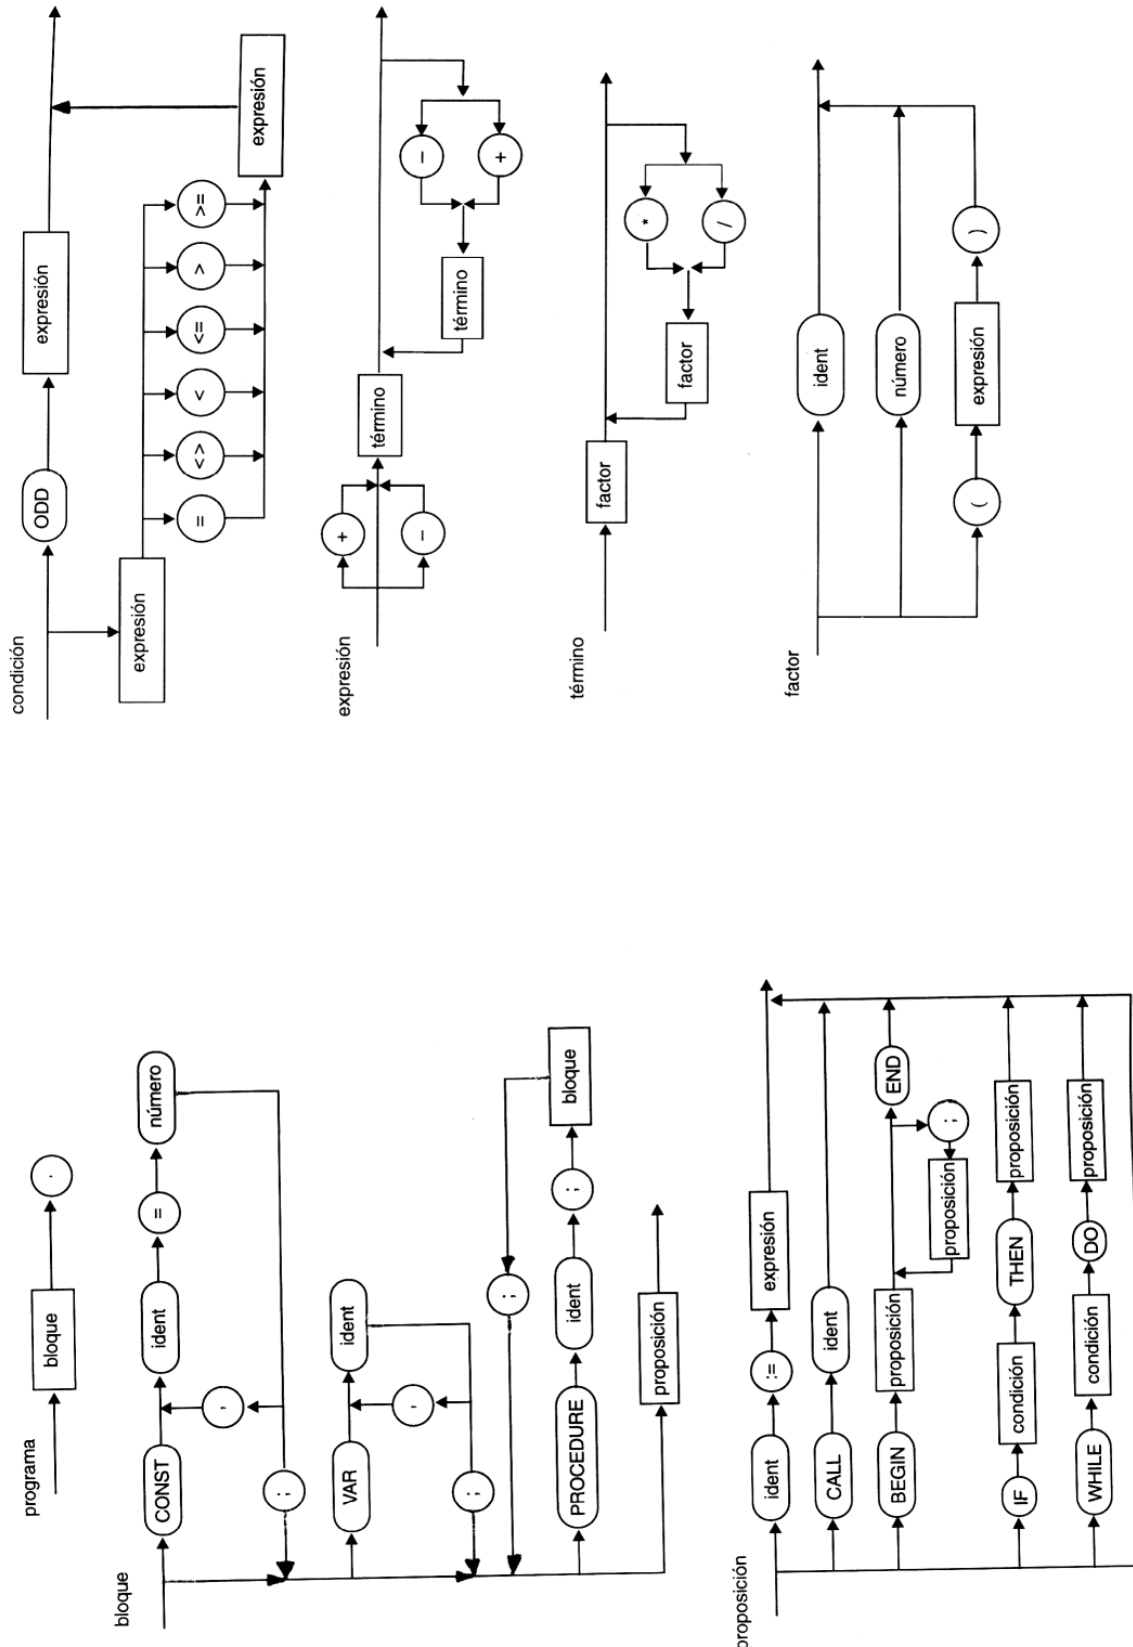 programa
bloque .
bloque
CONST ident = número
,
;
VAR ident
,
;
;
PROCEDURE ident ; bloque
proposición
proposición
ident := expresión
CALL ident
BEGIN proposición END
proposición ;
IF condición THEN proposición
WHILE condición DO proposición
condición
ODD expresión
expresión
= <> < <= > >=
expresión
expresión
+
-
término
-
+
término
término
factor
*
/
factor
factor
ident
número
( expresión )